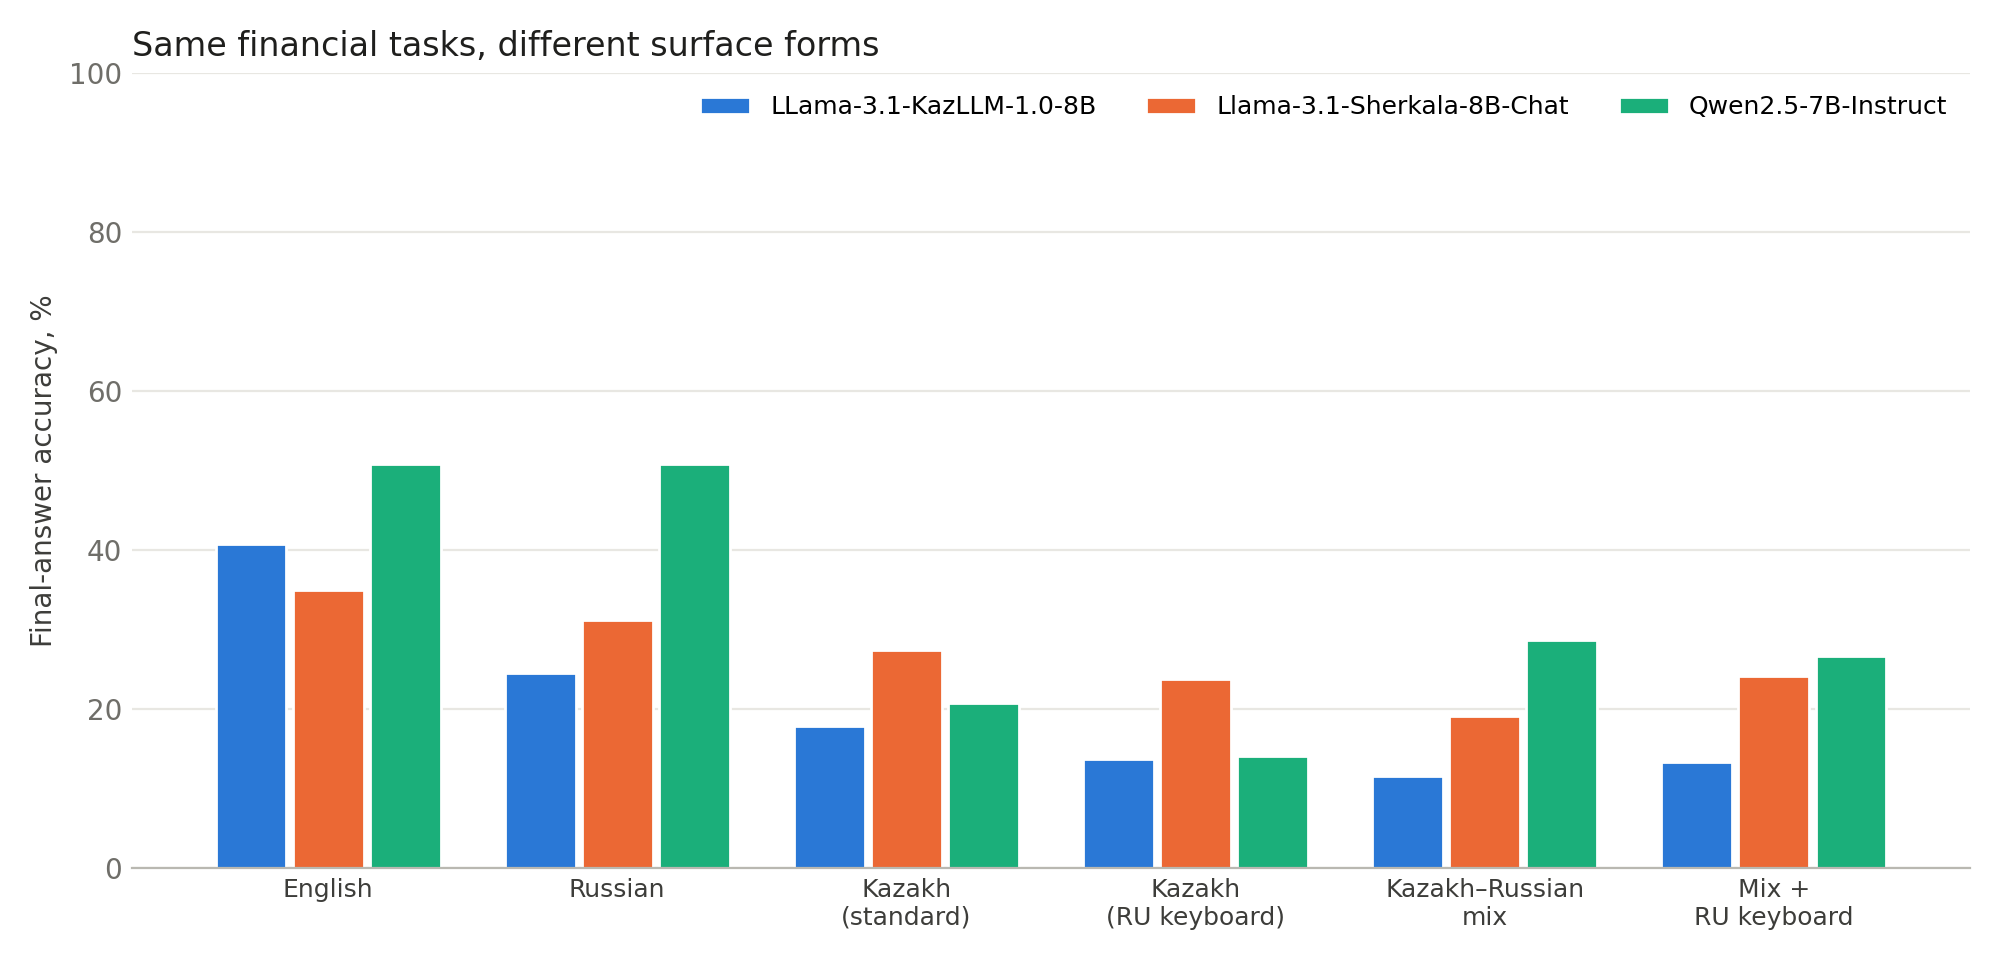 Same financial tasks, different surface forms
LLama-3.1-KazLLM-1.0-8B
Llama-3.1-Sherkala-8B-Chat
Qwen2.5-7B-Instruct
Final-answer accuracy, %
100
80
60
40
20
0
English
Russian
Kazakh
(standard)
Kazakh
(RU keyboard)
Kazakh–Russian
mix
Mix +
RU keyboard